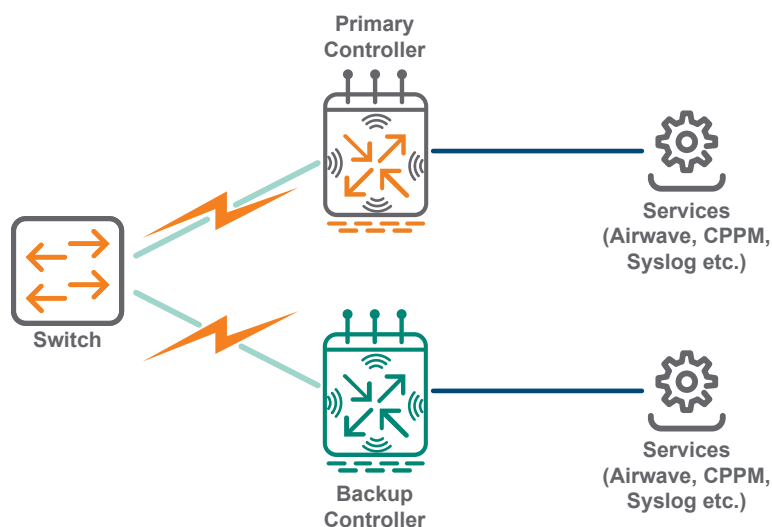 Primary
Controller
Services
(Airwave, CPPM,
Syslog etc.)
Switch
Services
(Airwave, CPPM,
Syslog etc.)
Backup
Controller